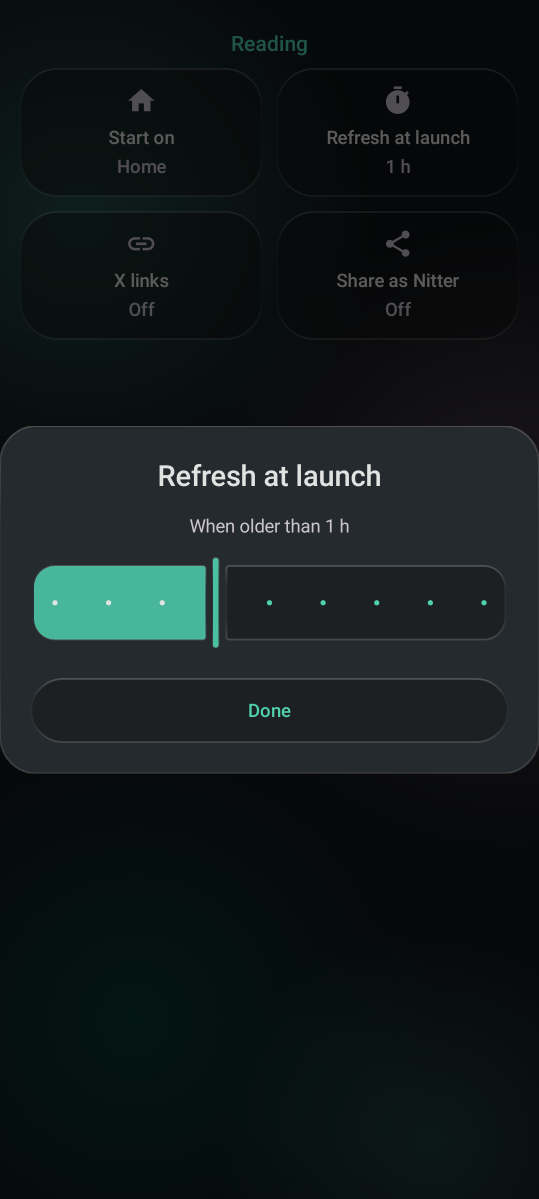 Reading
Start on
Home
Refresh at launch
1 h
X links
Off
Share as Nitter
Off
Refresh at launch
When older than 1 h
Done